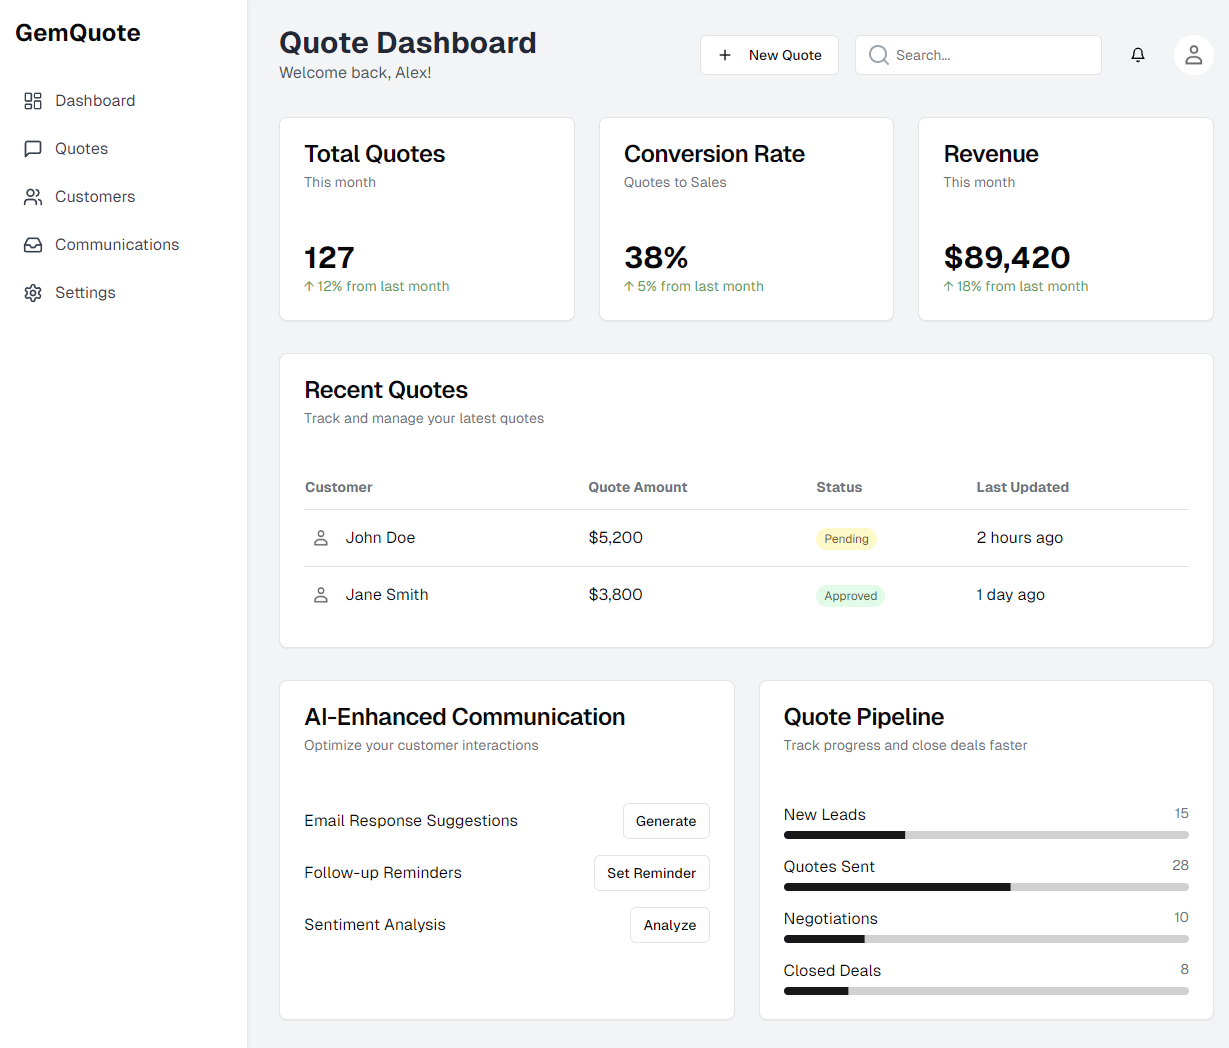 GemQuote
Dashboard
Quotes
Customers
Communications
Settings
Quote Dashboard
Welcome back, Alex!
+ New Quote
Search...
Total Quotes
This month
127
↑ 12% from last month
Conversion Rate
Quotes to Sales
38%
↑ 5% from last month
Revenue
This month
$89,420
↑ 18% from last month
Recent Quotes
Track and manage your latest quotes
Customer Quote Amount Status Last Updated
John Doe $5,200 Pending 2 hours ago
Jane Smith $3,800 Approved 1 day ago
AI-Enhanced Communication
Optimize your customer interactions
Email Response Suggestions Generate
Follow-up Reminders Set Reminder
Sentiment Analysis Analyze
Quote Pipeline
Track progress and close deals faster
New Leads 15
Quotes Sent 28
Negotiations 10
Closed Deals 8